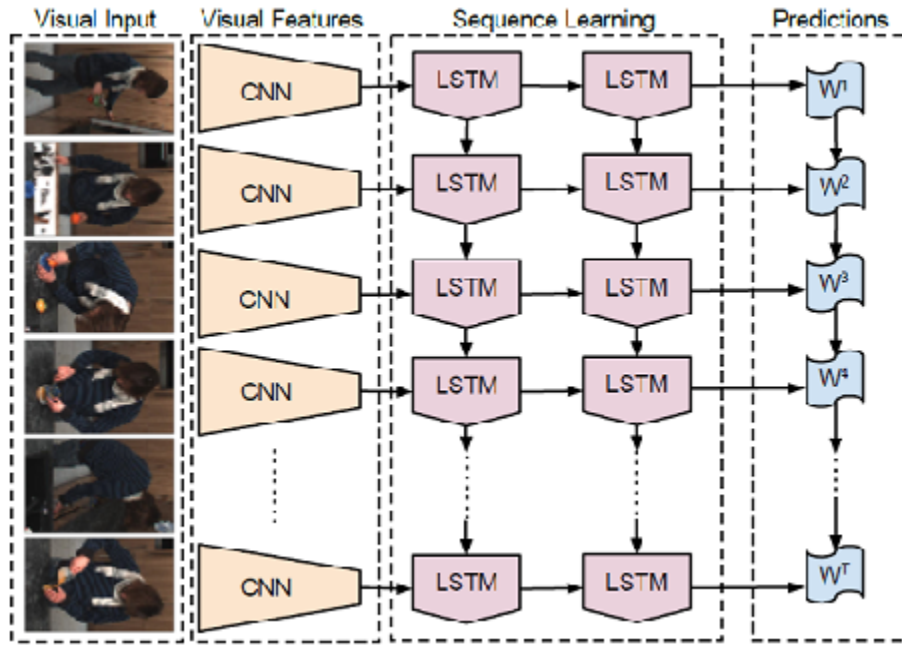 Visual Input Visual Features Sequence Learning Predictions
CNN LSTM LSTM W¹
CNN LSTM LSTM W²
CNN LSTM LSTM W³
CNN LSTM LSTM W⁴
CNN LSTM LSTM Wᵀ